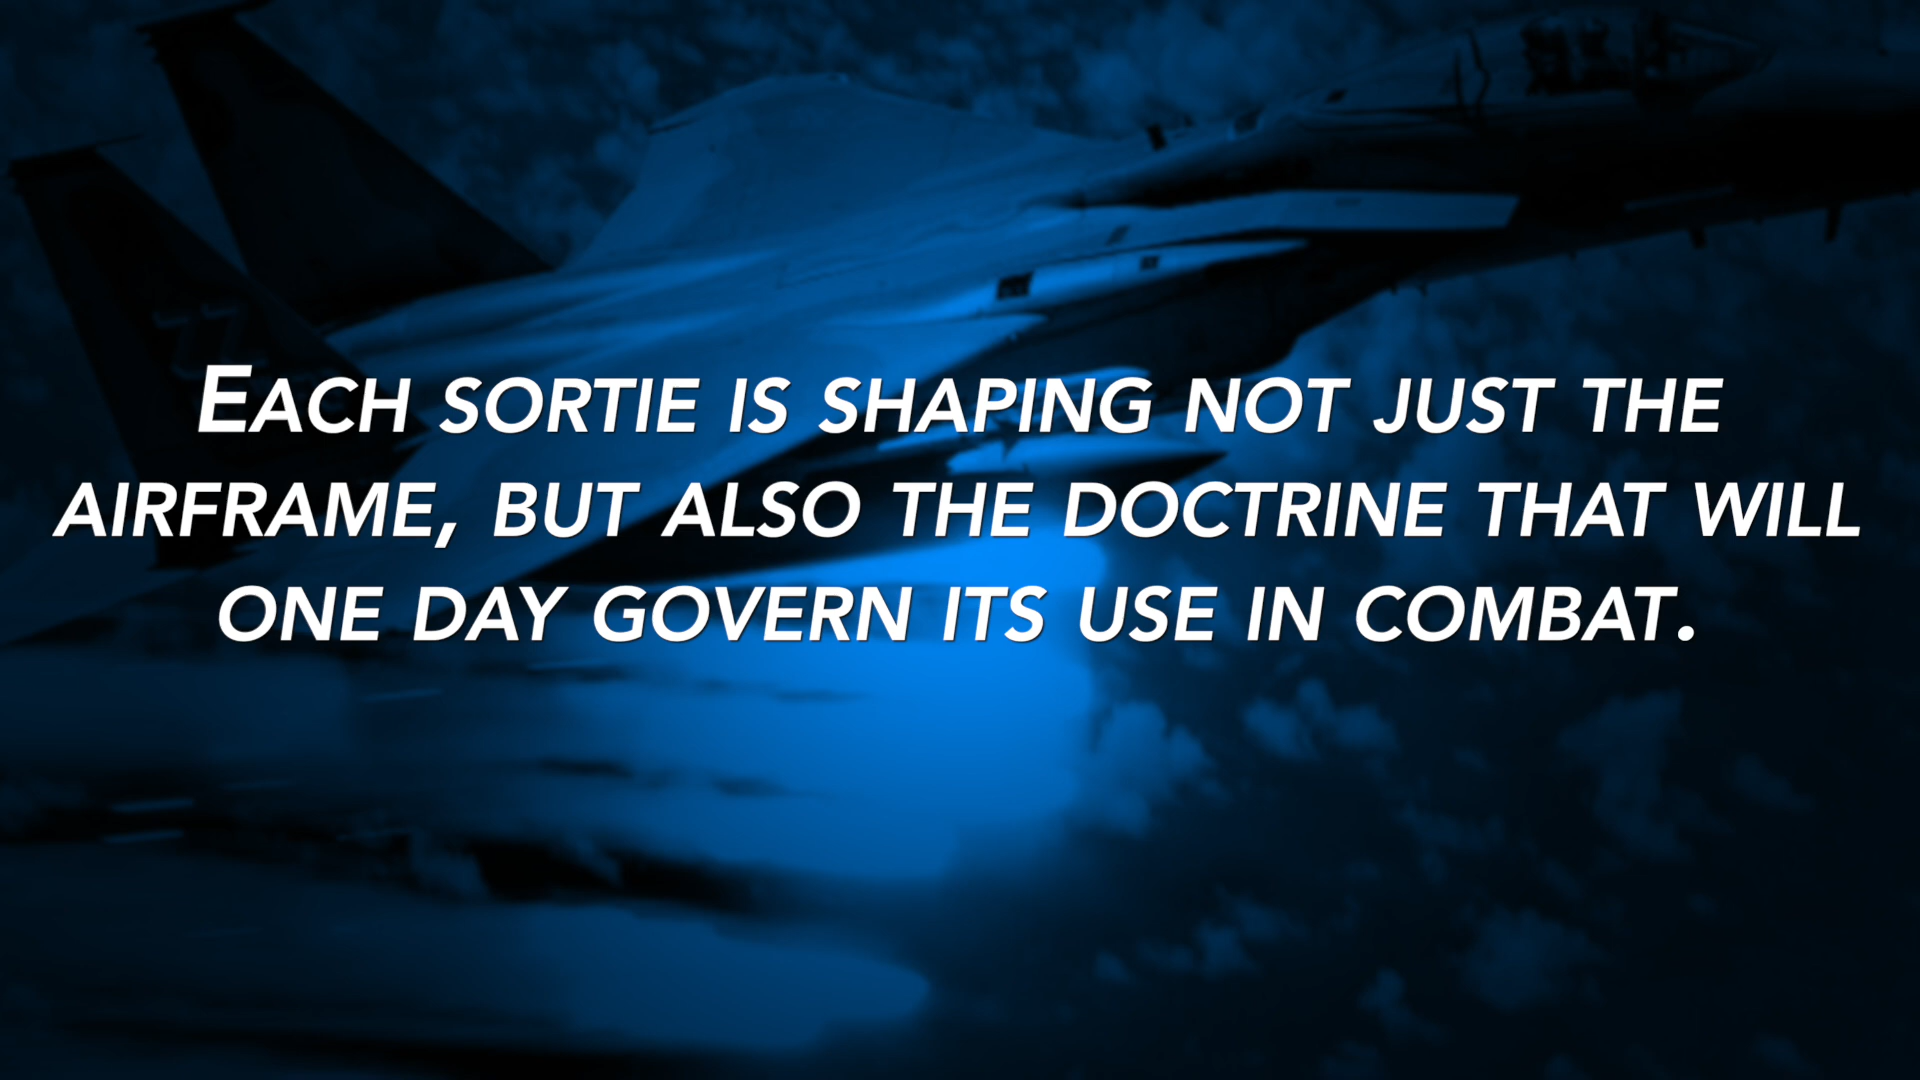 Each sortie is shaping not just the
airframe, but also the doctrine that will
one day govern its use in combat.